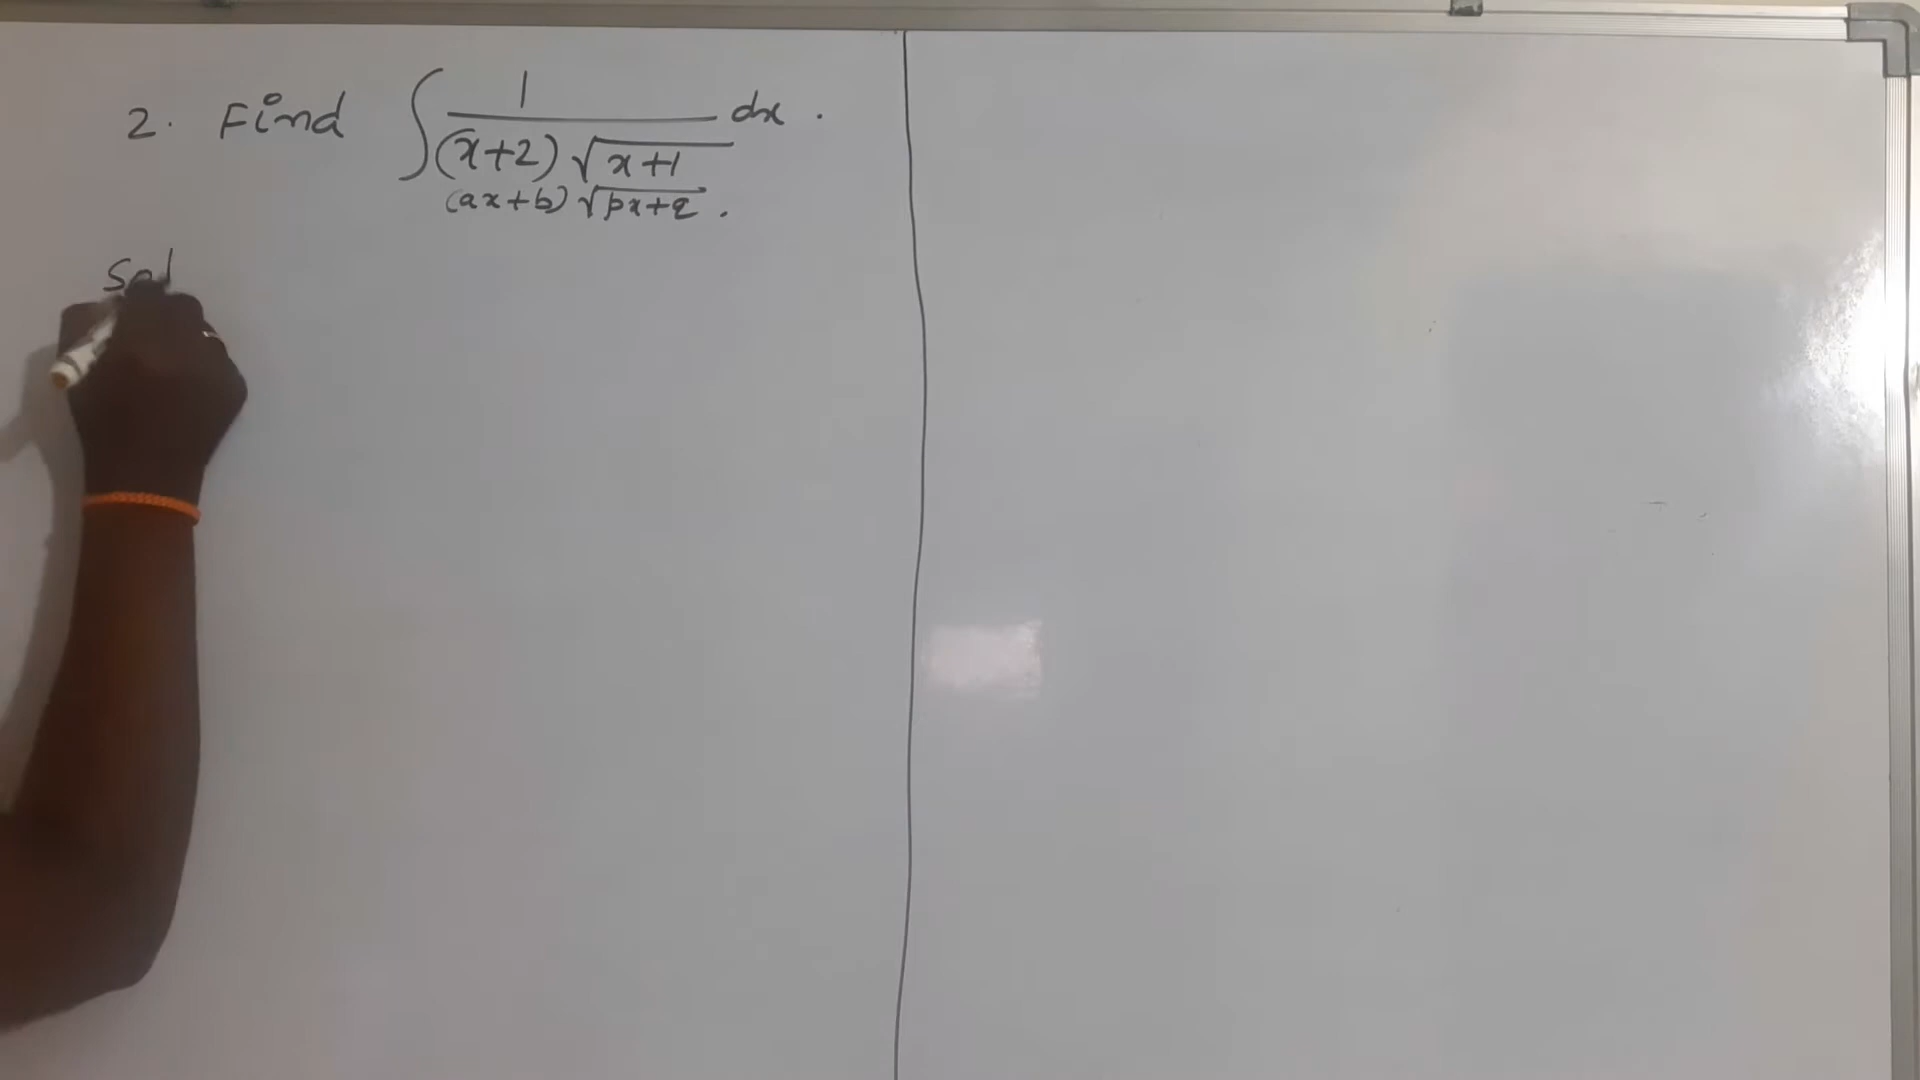 2. Find ∫ 1/((x+2) √(x+1)) dx .
(ax+b) √(px+q) .
Sol